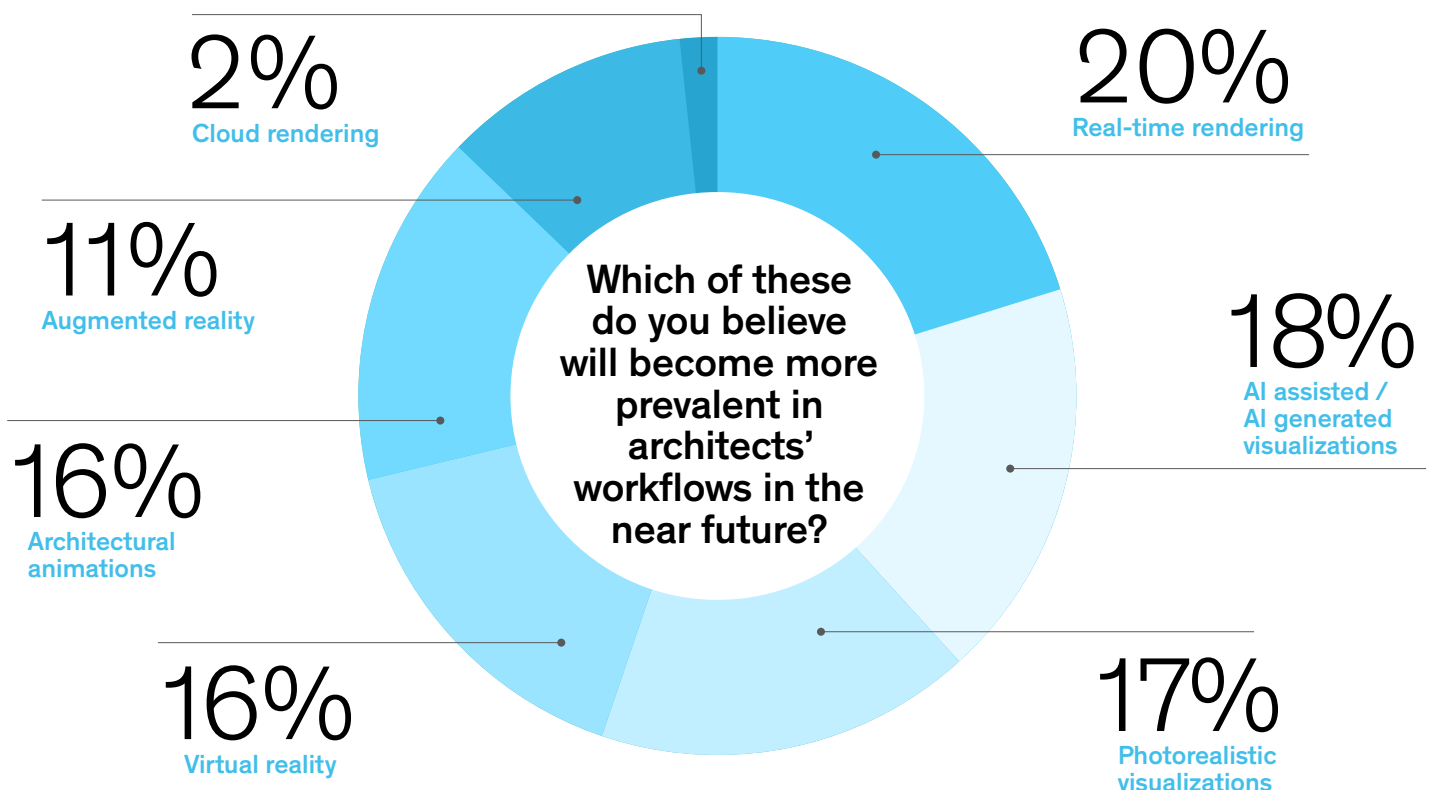 2%
Cloud rendering
20%
Real-time rendering
11%
Augmented reality
Which of these
do you believe
will become more
prevalent in
architects’
workflows in the
near future?
18%
AI assisted /
AI generated
visualizations
16%
Architectural
animations
16%
Virtual reality
17%
Photorealistic
visualizations